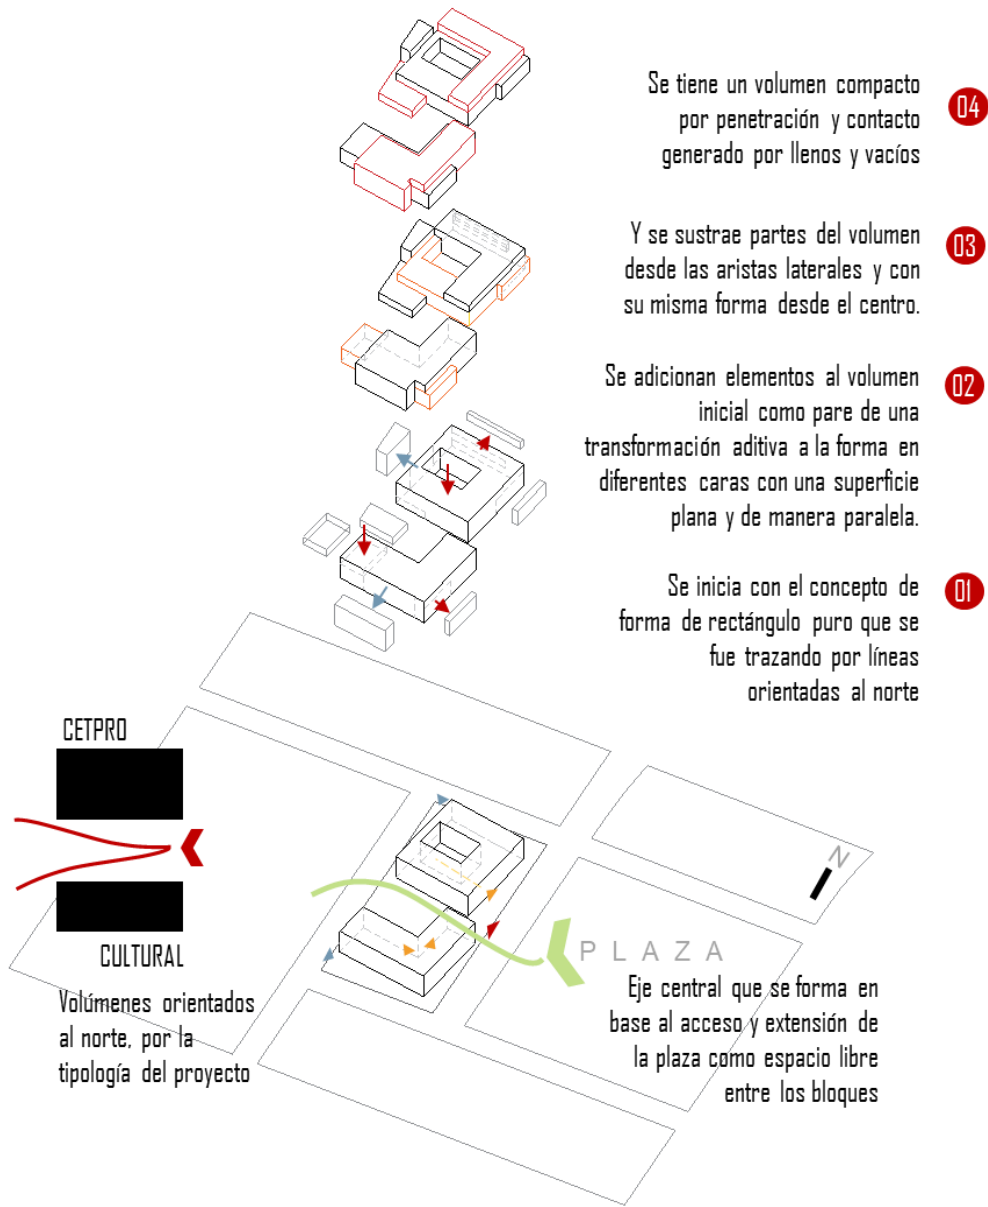 Se tiene un volumen compacto
por penetración y contacto
generado por llenos y vacíos
04
Y se sustrae partes del volumen
desde las aristas laterales y con
su misma forma desde el centro.
03
Se adicionan elementos al volumen
inicial como pare de una
transformación aditiva a la forma en
diferentes caras con una superficie
plana y de manera paralela.
02
Se inicia con el concepto de
forma de rectángulo puro que se
fue trazando por líneas
orientadas al norte
01
CETPRO
CULTURAL
Volúmenes orientados
al norte, por la
tipología del proyecto
N
PLAZA
Eje central que se forma en
base al acceso y extensión de
la plaza como espacio libre
entre los bloques